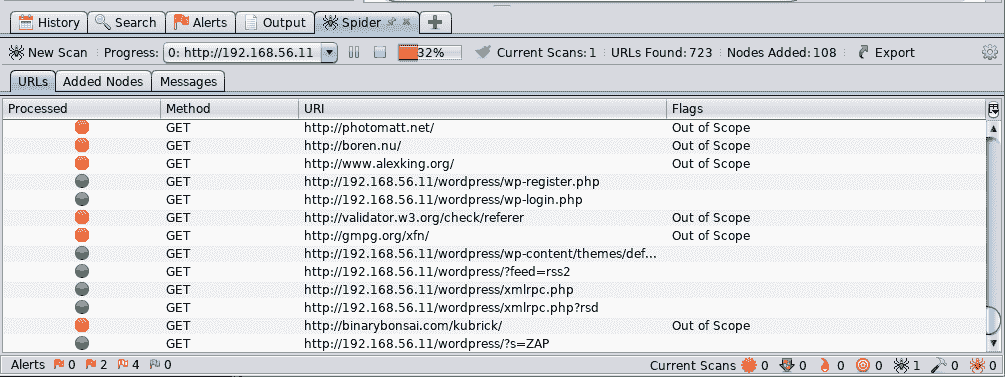 History Search Alerts Output Spider
New Scan Progress: 0: http://192.168.56.11 32% Current Scans: 1 URLs Found: 723 Nodes Added: 108 Export
URLs Added Nodes Messages
Processed Method URI Flags
GET http://photomatt.net/ Out of Scope
GET http://boren.nu/ Out of Scope
GET http://www.alexking.org/ Out of Scope
GET http://192.168.56.11/wordpress/wp-register.php
GET http://192.168.56.11/wordpress/wp-login.php
GET http://validator.w3.org/check/referer Out of Scope
GET http://gmpg.org/xfn/ Out of Scope
GET http://192.168.56.11/wordpress/wp-content/themes/def...
GET http://192.168.56.11/wordpress/?feed=rss2
GET http://192.168.56.11/wordpress/xmlrpc.php
GET http://192.168.56.11/wordpress/xmlrpc.php?rsd
GET http://binarybonsai.com/kubrick/ Out of Scope
GET http://192.168.56.11/wordpress/?s=ZAP
Alerts 0 2 4 0 Current Scans 0 0 0 0 1 0 0